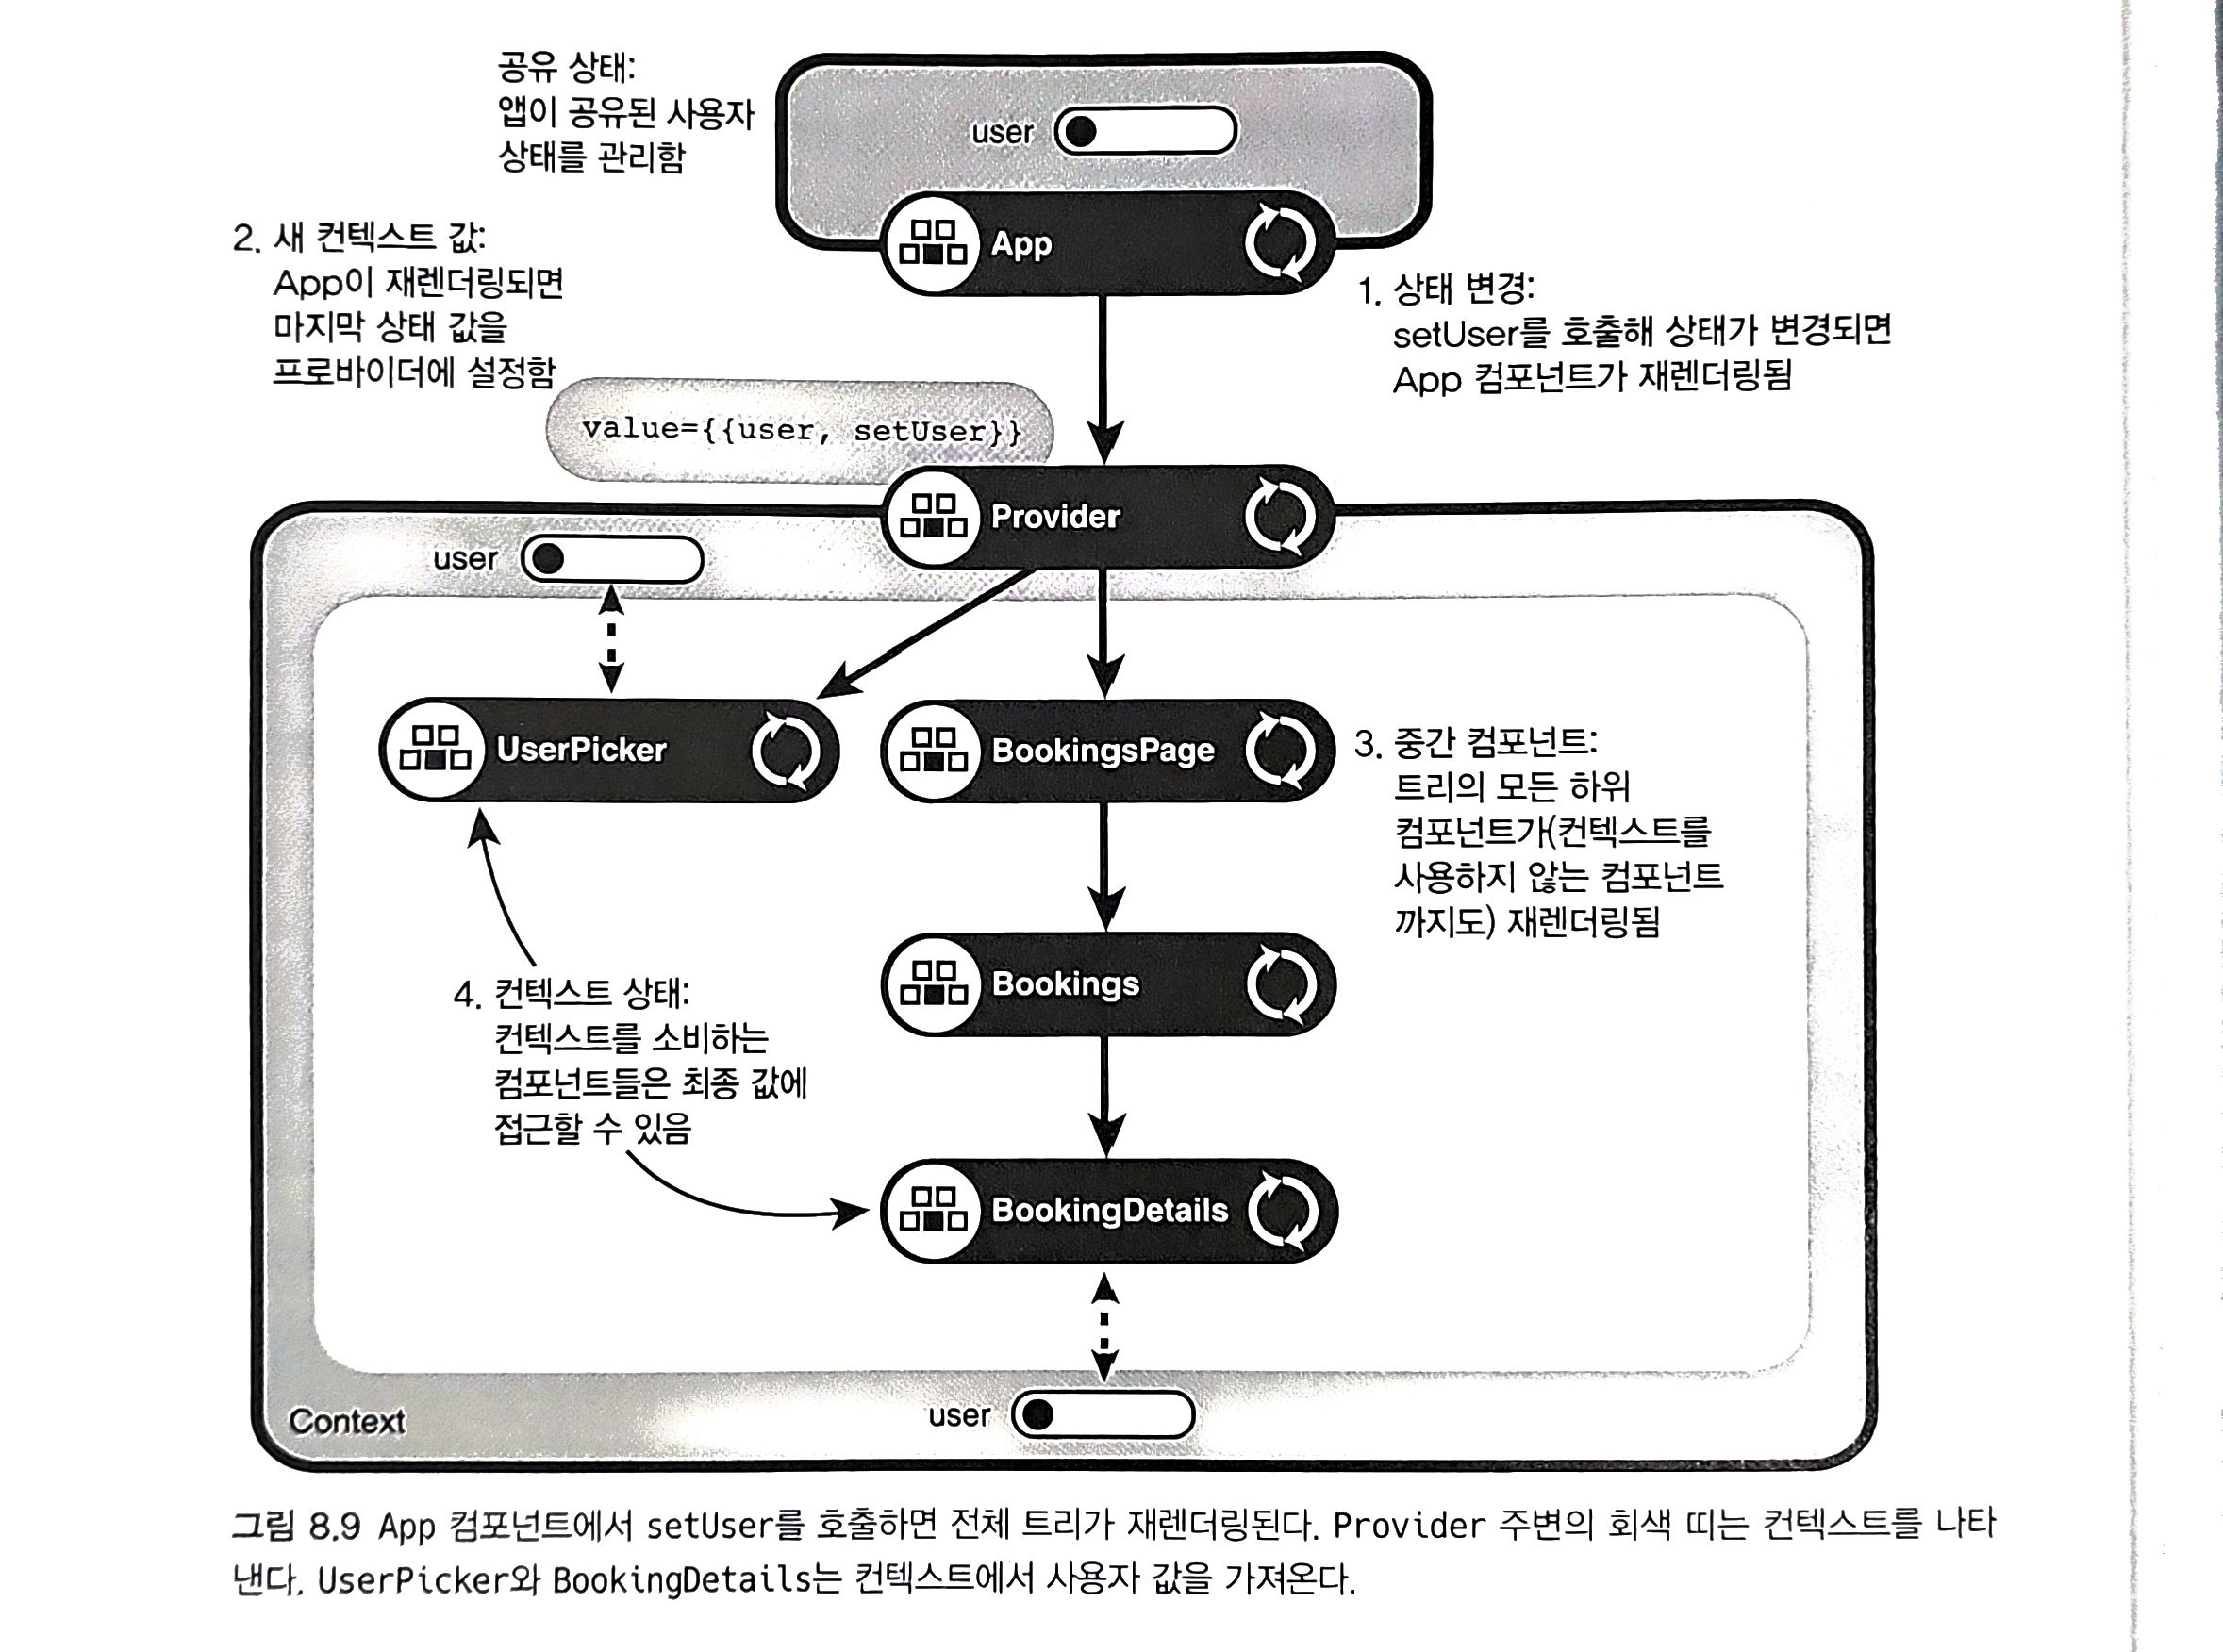 공유 상태:
앱이 공유된 사용자
상태를 관리함
user
App
2. 새 컨텍스트 값:
App이 재렌더링되면
마지막 상태 값을
프로바이더에 설정함
1. 상태 변경:
setUser를 호출해 상태가 변경되면
App 컴포넌트가 재렌더링됨
value={{user, setUser}}
Provider
user
UserPicker
BookingsPage
3. 중간 컴포넌트:
트리의 모든 하위
컴포넌트가(컨텍스트를
사용하지 않는 컴포넌트
까지도) 재렌더링됨
Bookings
4. 컨텍스트 상태:
컨텍스트를 소비하는
컴포넌트들은 최종 값에
접근할 수 있음
BookingDetails
user
Context
그림 8.9 App 컴포넌트에서 setUser를 호출하면 전체 트리가 재렌더링된다. Provider 주변의 회색 띠는 컨텍스트를 나타
낸다. UserPicker와 BookingDetails는 컨텍스트에서 사용자 값을 가져온다.